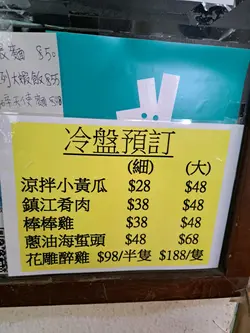 麵 850
冷盤預訂
(細) (大)
涼拌小黃瓜 $28 $48
鎮江肴肉 $38 $48
棒棒雞 $38 $48
蔥油海蜇頭 $48 $68
花雕醉雞 $98/半隻 $188/隻